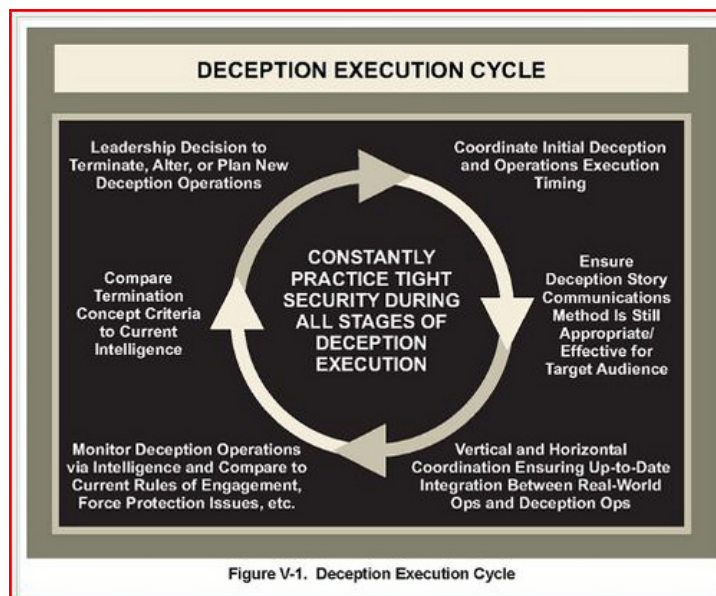 DECEPTION EXECUTION CYCLE
Leadership Decision to
Terminate, Alter, or Plan New
Deception Operations
Coordinate Initial Deception
and Operations Execution
Timing
CONSTANTLY
PRACTICE TIGHT
SECURITY DURING
ALL STAGES OF
DECEPTION
EXECUTION
Compare
Termination
Concept Criteria
to Current
Intelligence
Ensure
Deception Story
Communications
Method Is Still
Appropriate/
Effective for
Target Audience
Monitor Deception Operations
via Intelligence and Compare to
Current Rules of Engagement,
Force Protection Issues, etc.
Vertical and Horizontal
Coordination Ensuring Up-to-Date
Integration Between Real-World
Ops and Deception Ops
Figure V-1. Deception Execution Cycle